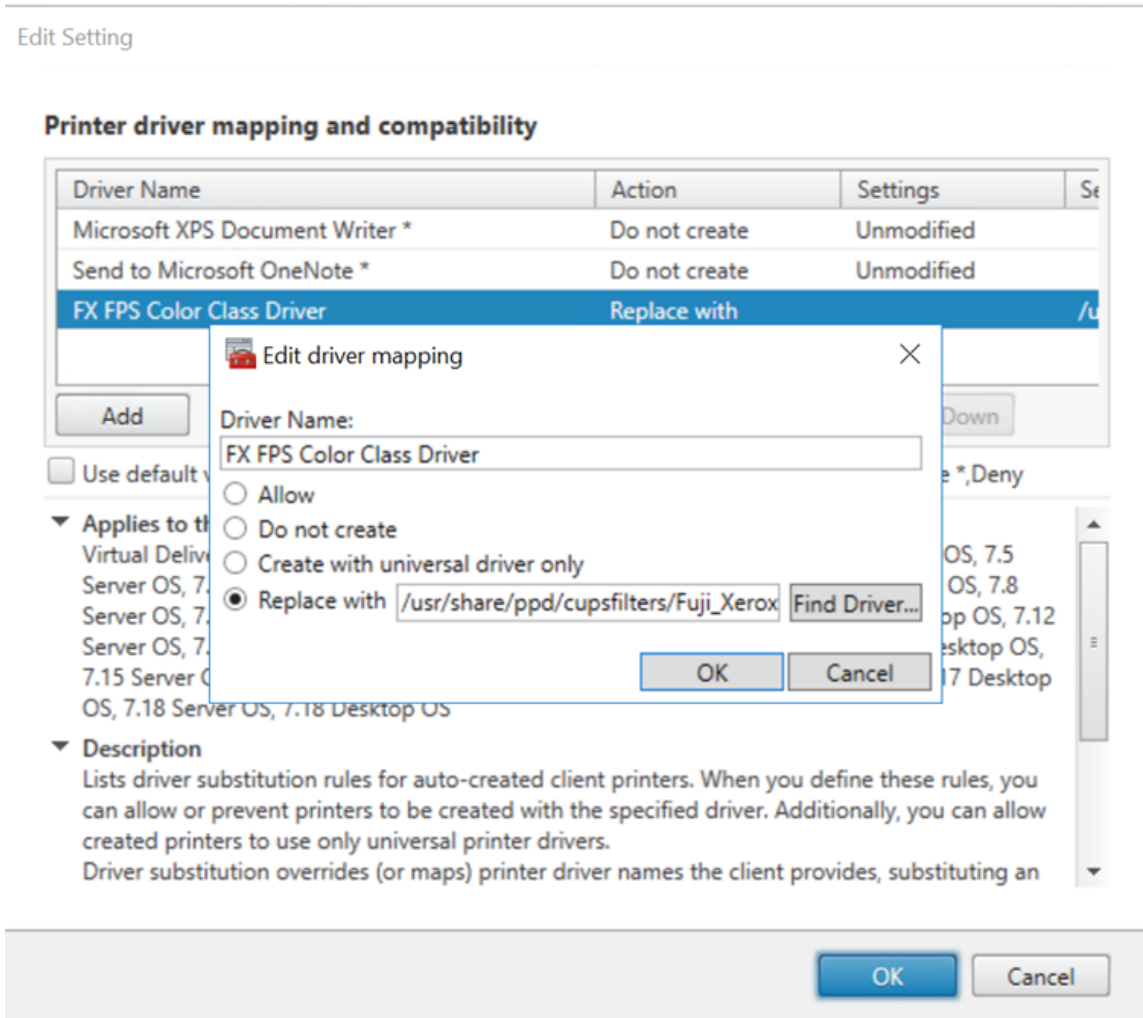 Edit Setting
Printer driver mapping and compatibility
Driver Name Action Settings Se
Microsoft XPS Document Writer * Do not create Unmodified
Send to Microsoft OneNote * Do not create Unmodified
FX FPS Color Class Driver Replace with /u
Edit driver mapping
Driver Name:
FX FPS Color Class Driver
Allow
Do not create
Create with universal driver only
Replace with /usr/share/ppd/cupsfilters/Fuji_Xerox Find Driver...
OK Cancel
Add Down
Use default *,Deny
Applies to
Virtual OS, 7.5
Server OS, OS, 7.8
Server OS, OS, 7.12
Server OS, OS,
7.15 Server Desktop
OS, 7.18 Server OS, 7.18 Desktop OS
Description
Lists driver substitution rules for auto-created client printers. When you define these rules, you
can allow or prevent printers to be created with the specified driver. Additionally, you can allow
created printers to use only universal printer drivers.
Driver substitution overrides (or maps) printer driver names the client provides, substituting an
OK Cancel